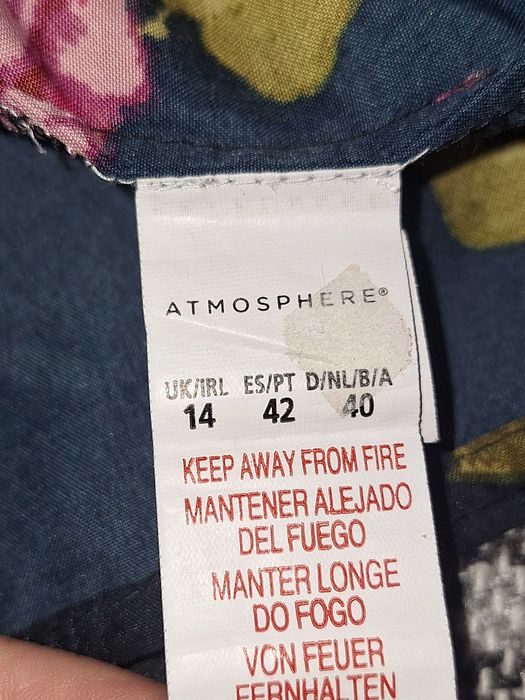 ATMOSPHERE®
UK/IRL ES/PT D/NL/B/A
14 42 40
KEEP AWAY FROM FIRE
MANTENER ALEJADO
DEL FUEGO
MANTER LONGE
DO FOGO
VON FEUER
FERNHALTEN